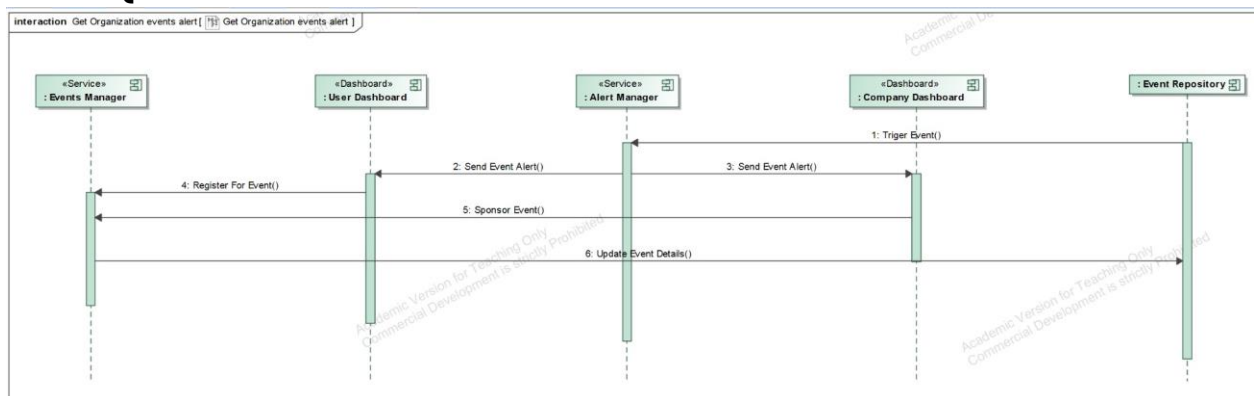 interaction Get Organization events alert[ Get Organization events alert ]
Academic
Commercial De
«Service»
: Events Manager
«Dashboard»
: User Dashboard
«Service»
: Alert Manager
«Dashboard»
: Company Dashboard
: Event Repository
1: Triger Event()
2: Send Event Alert()
3: Send Event Alert()
4: Register For Event()
5: Sponsor Event()
6: Update Event Details()
Academic Version for Teaching Only
Commercial Development is strictly Prohibited
Academic Version for Teaching Only
Commercial Development is strictly Prohibited